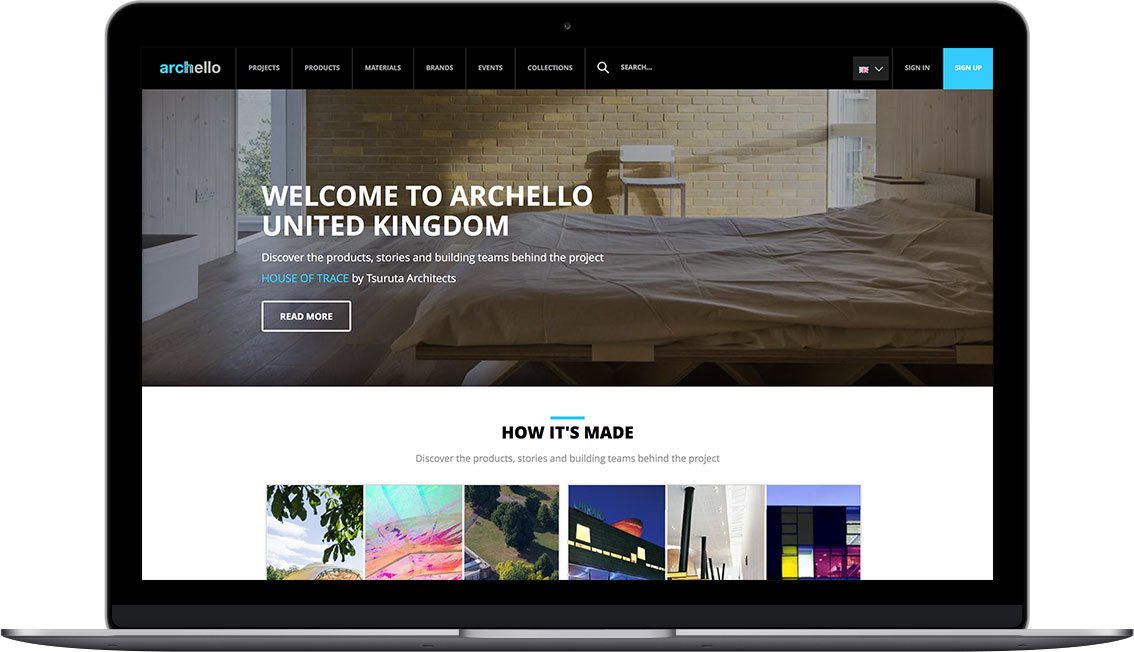 archello PROJECTS PRODUCTS MATERIALS BRANDS EVENTS COLLECTIONS SEARCH... SIGN IN SIGN UP
WELCOME TO ARCHELLO
UNITED KINGDOM
Discover the products, stories and building teams behind the project
HOUSE OF TRACE by Tsuruta Architects
READ MORE
HOW IT'S MADE
Discover the products, stories and building teams behind the project